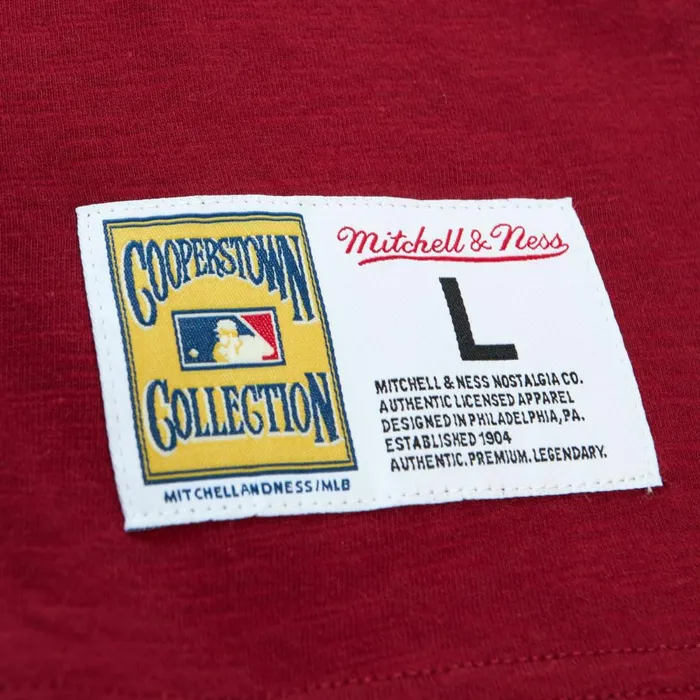 COOPERSTOWN
COLLECTION
MITCHELLANDNESS/MLB
Mitchell & Ness
L
MITCHELL & NESS NOSTALGIA CO.
AUTHENTIC LICENSED APPAREL
DESIGNED IN PHILADELPHIA, PA.
ESTABLISHED 1904
AUTHENTIC. PREMIUM. LEGENDARY.